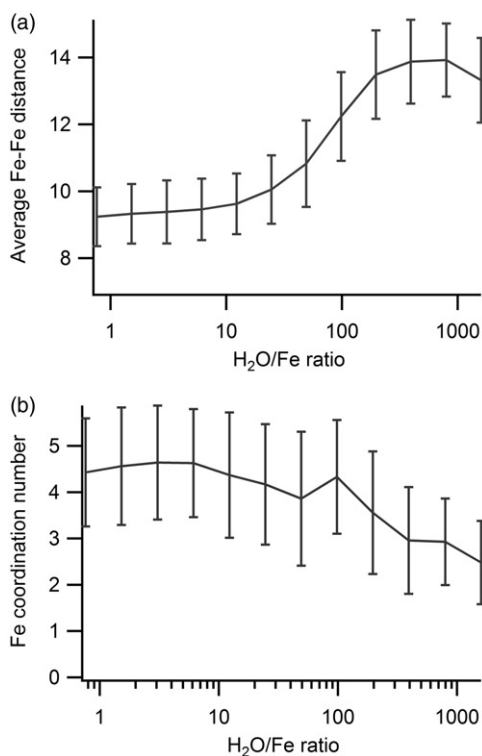 (a)
Average Fe-Fe distance
14
12
10
8
1 10 100 1000
H₂O/Fe ratio
(b)
Fe coordination number
5
4
3
2
1
0
1 10 100 1000
H₂O/Fe ratio